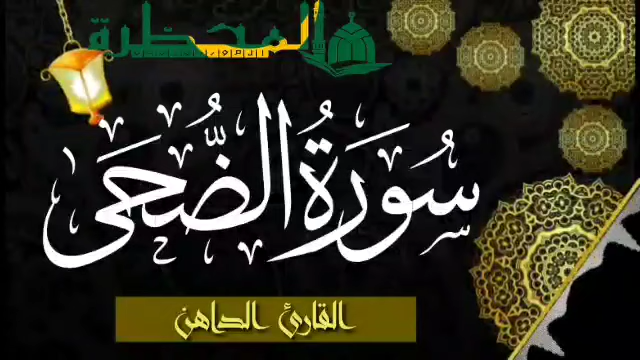 المحظرة
سُورَةُ الضُّحَى
القارئ الداهن